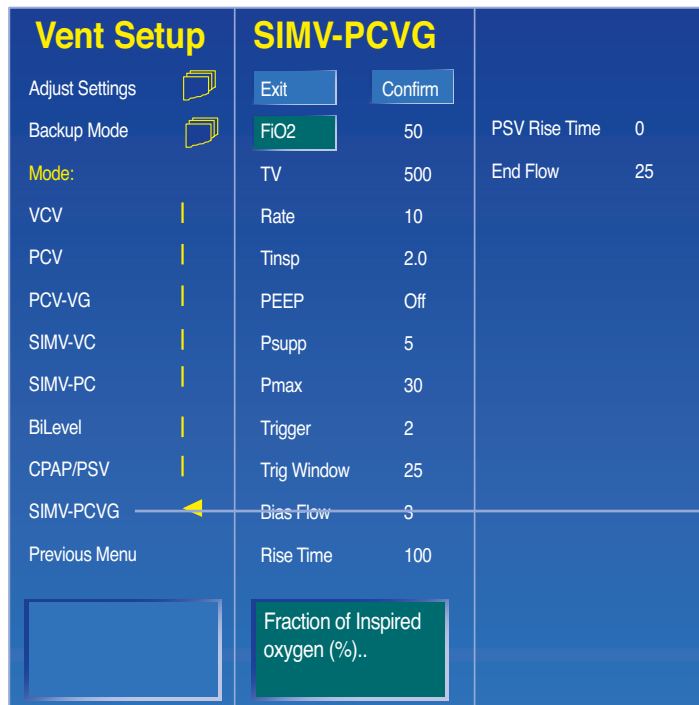 Vent Setup
Adjust Settings
Backup Mode
Mode:
VCV
PCV
PCV-VG
SIMV-VC
SIMV-PC
BiLevel
CPAP/PSV
SIMV-PCVG
Previous Menu
SIMV-PCVG
Exit Confirm
FiO2 50
TV 500
Rate 10
Tinsp 2.0
PEEP Off
Psupp 5
Pmax 30
Trigger 2
Trig Window 25
Bias Flow 3
Rise Time 100
Fraction of Inspired
oxygen (%)..
PSV Rise Time 0
End Flow 25